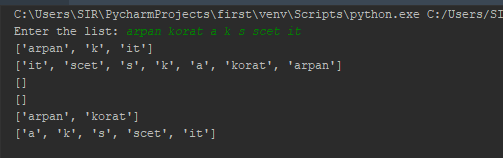 C:\Users\SIR\PycharmProjects\first\venv\Scripts\python.exe C:/Users/SI
Enter the list: arpan korat a k s scet it
['arpan', 'k', 'it']
['it', 'scet', 's', 'k', 'a', 'korat', 'arpan']
[]
[]
['arpan', 'korat']
['a', 'k', 's', 'scet', 'it']